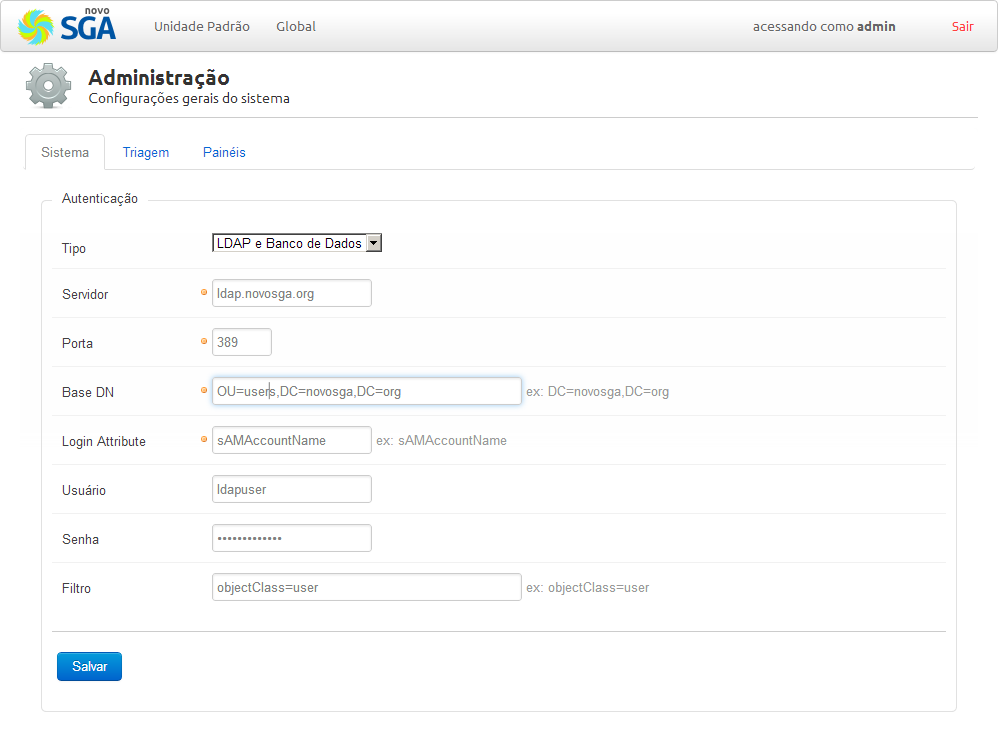 novo
SGA
Unidade Padrão Global acessando como admin Sair
Administração
Configurações gerais do sistema
Sistema Triagem Painéis
Autenticação
Tipo LDAP e Banco de Dados
Servidor ldap.novosga.org
Porta 389
Base DN OU=users,DC=novosga,DC=org ex: DC=novosga,DC=org
Login Attribute sAMAccountName ex: sAMAccountName
Usuário ldapuser
Senha •••••••••••••
Filtro objectClass=user ex: objectClass=user
Salvar